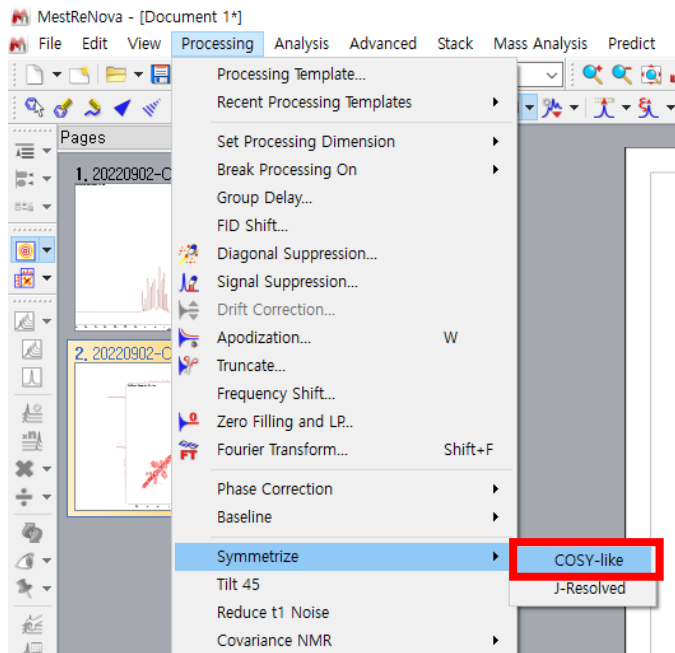 MestReNova - [Document 1*]
File Edit View Processing Analysis Advanced Stack Mass Analysis Predict
Processing Template...
Recent Processing Templates
Pages
Set Processing Dimension
Break Processing On
1. 20220902-C
Group Delay...
FID Shift...
Diagonal Suppression...
Signal Suppression...
Drift Correction...
Apodization... W
2. 20220902-C
Truncate...
Frequency Shift...
Zero Filling and LP...
Fourier Transform... Shift+F
Phase Correction
Baseline
Symmetrize
COSY-like
Tilt 45
J-Resolved
Reduce t1 Noise
Covariance NMR